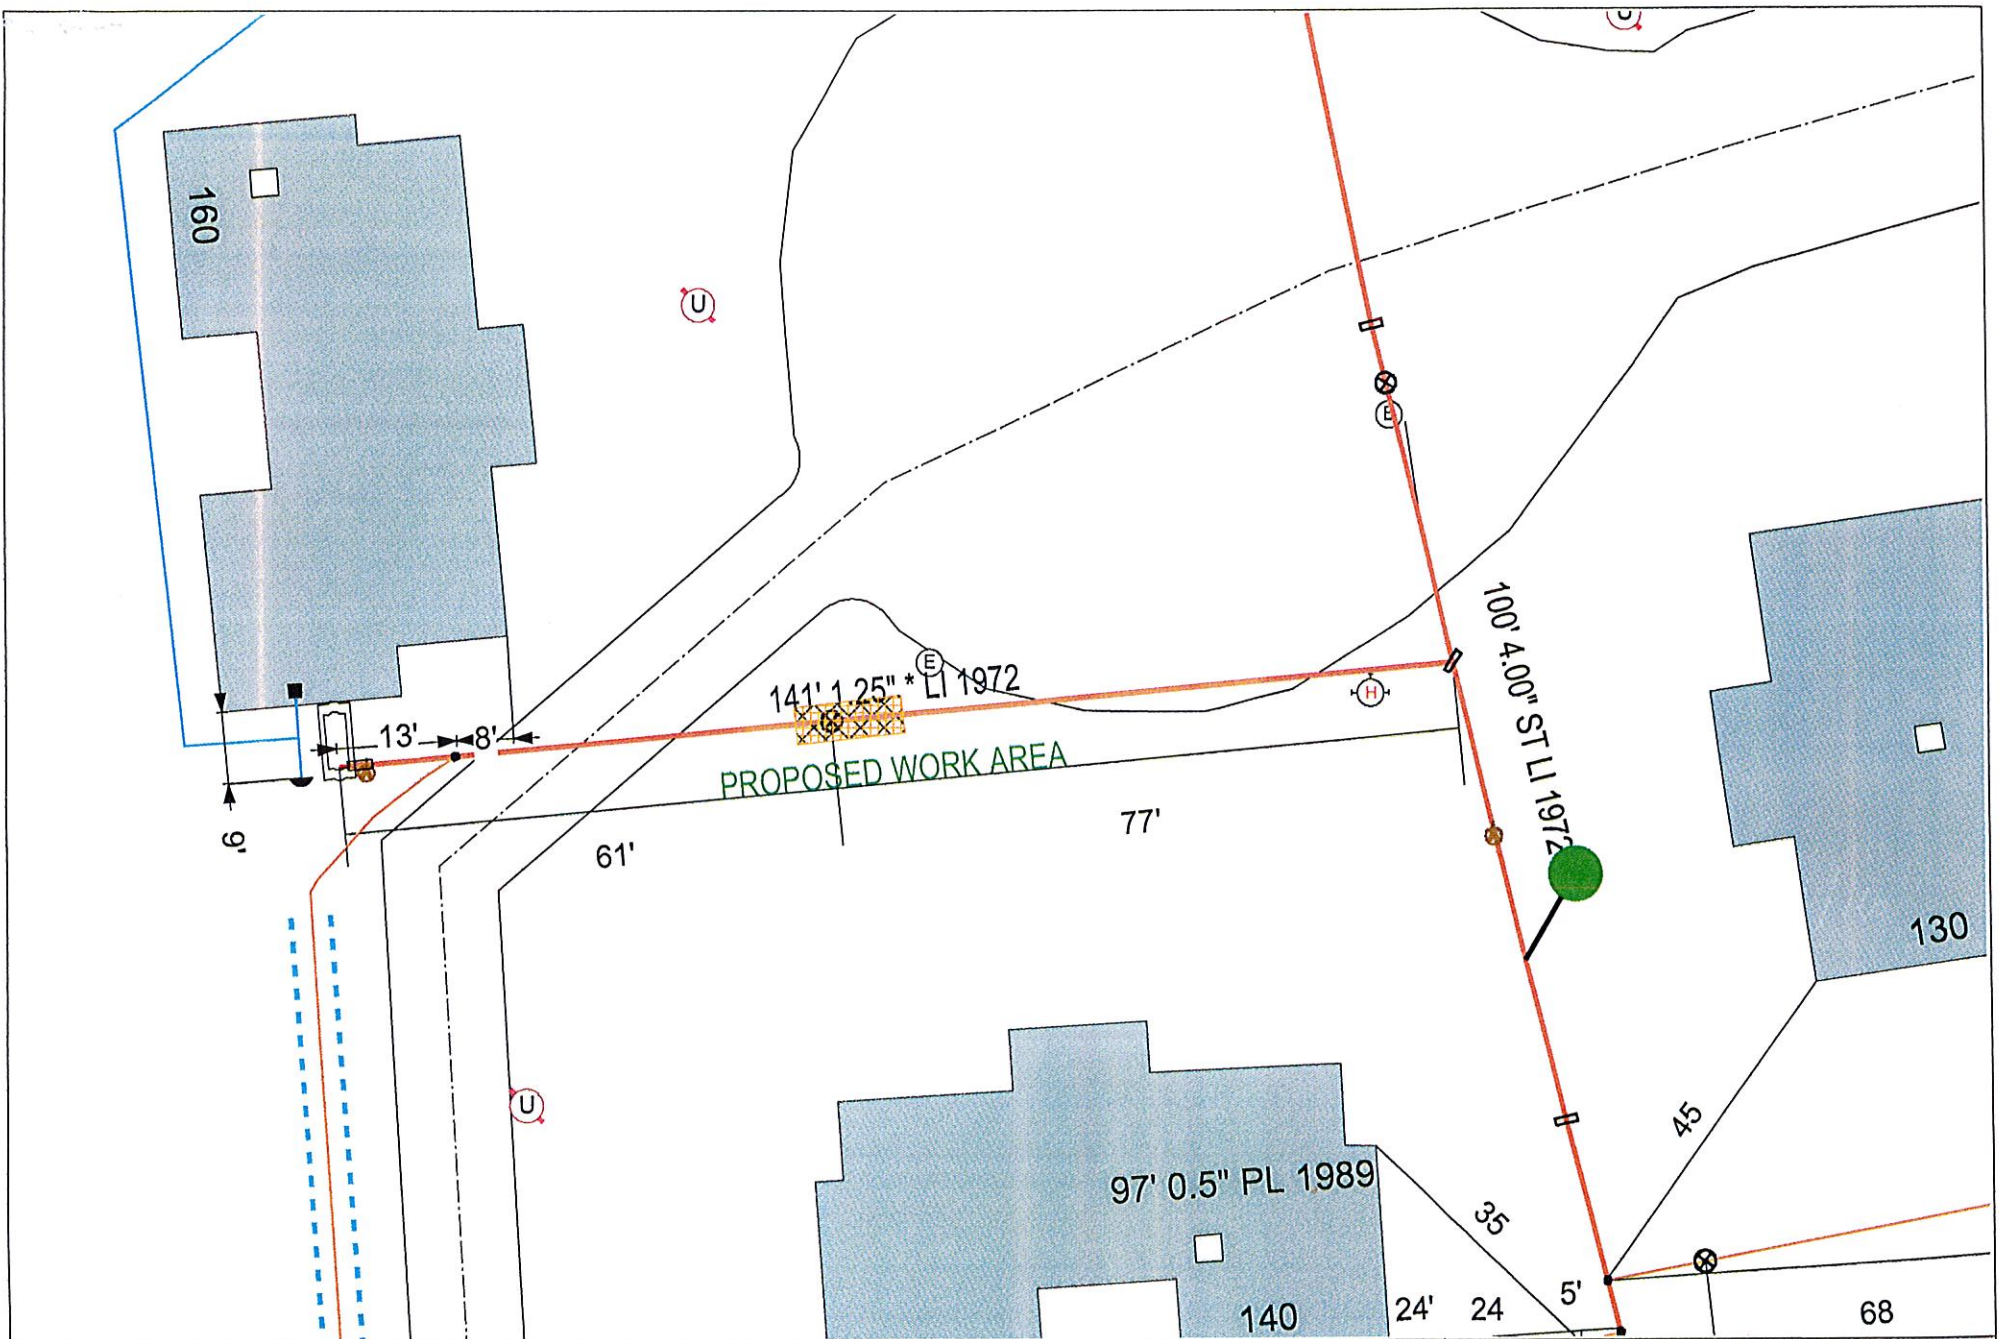 U
160
U
E
100' 4.00" ST LI 1972
E
141' 1.25" * LI 1972
H
13'
8'
PROPOSED WORK AREA
9'
61'
77'
130
U
45
97' 0.5" PL 1989
35
5'
140
24'
24
68